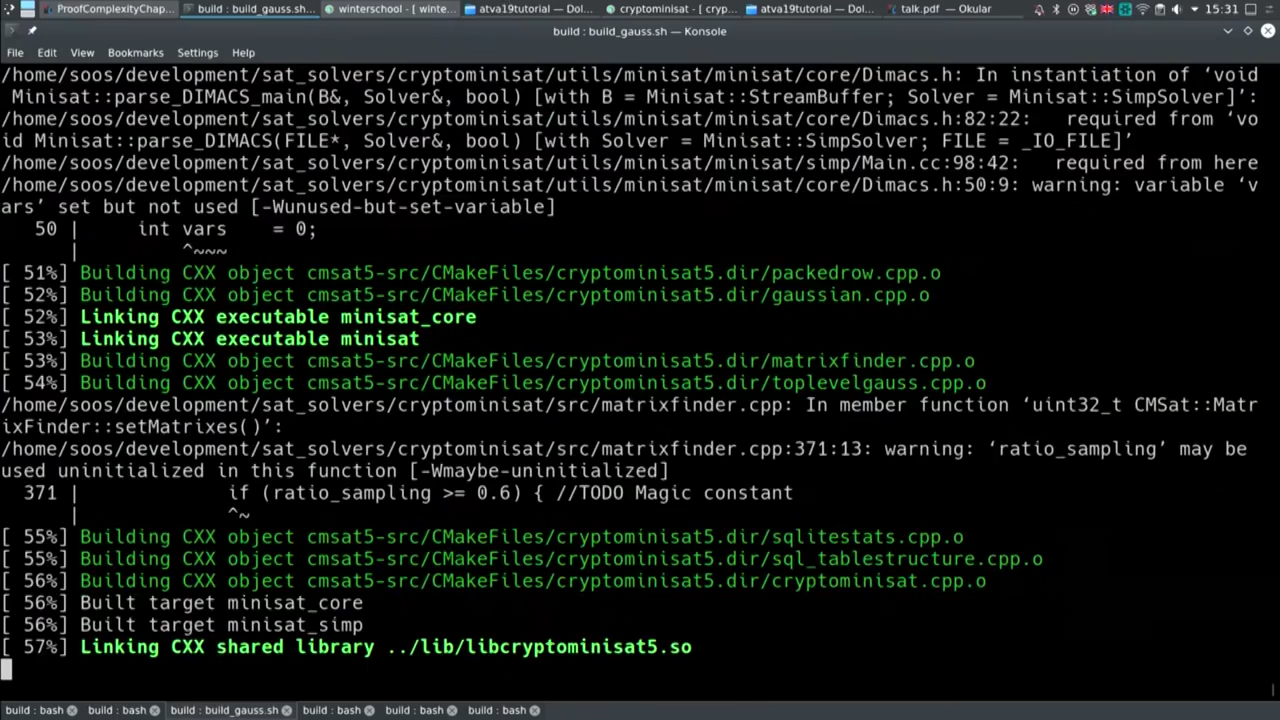 ProofComplexityChap...
build : build_gauss.sh...
winterschool - [ winte...
atva19tutorial — Dol...
cryptominisat - [ cryp...
atva19tutorial — Dol...
talk.pdf — Okular
15:31
build : build_gauss.sh — Konsole
File Edit View Bookmarks Settings Help
/home/soos/development/sat_solvers/cryptominisat/utils/minisat/minisat/core/Dimacs.h: In instantiation of ‘void
 Minisat::parse_DIMACS_main(B&, Solver&, bool) [with B = Minisat::StreamBuffer; Solver = Minisat::SimpSolver]’:
/home/soos/development/sat_solvers/cryptominisat/utils/minisat/minisat/core/Dimacs.h:82:22:   required from ‘vo
id Minisat::parse_DIMACS(FILE*, Solver&, bool) [with Solver = Minisat::SimpSolver; FILE = _IO_FILE]’
/home/soos/development/sat_solvers/cryptominisat/utils/minisat/minisat/simp/Main.cc:98:42:   required from here
/home/soos/development/sat_solvers/cryptominisat/utils/minisat/minisat/core/Dimacs.h:50:9: warning: variable ‘v
ars’ set but not used [-Wunused-but-set-variable]
   50 |     int vars    = 0;
      |         ^~~~
[ 51%] Building CXX object cmsat5-src/CMakeFiles/cryptominisat5.dir/packedrow.cpp.o
[ 52%] Building CXX object cmsat5-src/CMakeFiles/cryptominisat5.dir/gaussian.cpp.o
[ 52%] Linking CXX executable minisat_core
[ 53%] Linking CXX executable minisat
[ 53%] Building CXX object cmsat5-src/CMakeFiles/cryptominisat5.dir/matrixfinder.cpp.o
[ 54%] Building CXX object cmsat5-src/CMakeFiles/cryptominisat5.dir/toplevelgauss.cpp.o
/home/soos/development/sat_solvers/cryptominisat/src/matrixfinder.cpp: In member function ‘uint32_t CMSat::Matr
ixFinder::setMatrixes()’:
/home/soos/development/sat_solvers/cryptominisat/src/matrixfinder.cpp:371:13: warning: ‘ratio_sampling’ may be
used uninitialized in this function [-Wmaybe-uninitialized]
  371 |             if (ratio_sampling >= 0.6) { //TODO Magic constant
      |             ^~
[ 55%] Building CXX object cmsat5-src/CMakeFiles/cryptominisat5.dir/sqlitestats.cpp.o
[ 55%] Building CXX object cmsat5-src/CMakeFiles/cryptominisat5.dir/sql_tablestructure.cpp.o
[ 56%] Building CXX object cmsat5-src/CMakeFiles/cryptominisat5.dir/cryptominisat.cpp.o
[ 56%] Built target minisat_core
[ 56%] Built target minisat_simp
[ 57%] Linking CXX shared library ../lib/libcryptominisat5.so
build : bash build : bash build : build_gauss.sh build : bash build : bash build : bash